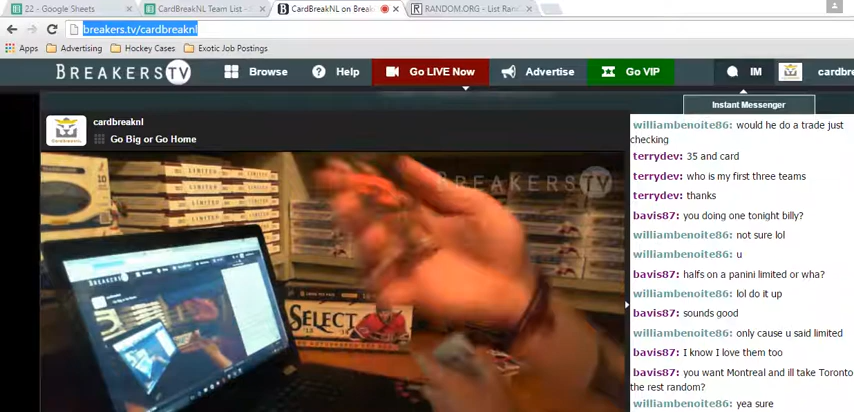 22 - Google Sheets
CardBreakNL Team List -
CardBreakNL on Break
RANDOM.ORG - List Ran
breakers.tv/cardbreaknl
Apps Advertising Hockey Cases Exotic Job Postings
BREAKERSTV Browse Help Go LIVE Now Advertise Go VIP IM cardbre
Instant Messenger
cardbreaknl
Go Big or Go Home
BREAKERSTV
LIMITED
LIMITED
LIMITED
LIMITED
SELECT
williambenoite86: would he do a trade just
checking
terrydev: 35 and card
terrydev: who is my first three teams
terrydev: thanks
bavis87: you doing one tonight billy?
williambenoite86: not sure lol
williambenoite86: u
bavis87: halfs on a panini limited or wha?
williambenoite86: lol do it up
bavis87: sounds good
williambenoite86: only cause u said limited
bavis87: I know I love them too
bavis87: you want Montreal and ill take Toronto
the rest random?
williambenoite86: yea sure